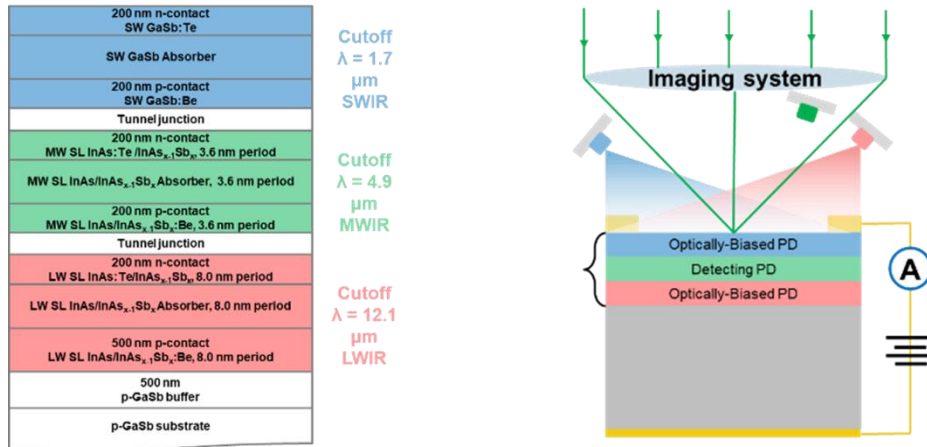 200 nm n-contact
SW GaSb:Te
SW GaSb Absorber
200 nm p-contact
SW GaSb:Be
Tunnel junction
200 nm n-contact
MW SL InAs:Te /InAsₓ₋₁Sbₓ, 3.6 nm period
MW SL InAs/InAsₓ₋₁Sbₓ Absorber, 3.6 nm period
200 nm p-contact
MW SL InAs/InAsₓ₋₁Sbₓ:Be, 3.6 nm period
Tunnel junction
200 nm n-contact
LW SL InAs:Te/InAsₓ₋₁Sbₓ, 8.0 nm period
LW SL InAs/InAsₓ₋₁Sbₓ Absorber, 8.0 nm period
500 nm p-contact
LW SL InAs/InAsₓ₋₁Sbₓ:Be, 8.0 nm period
500 nm
p-GaSb buffer
p-GaSb substrate
Cutoff
λ = 1.7
μm
SWIR
Cutoff
λ = 4.9
μm
MWIR
Cutoff
λ = 12.1
μm
LWIR
Imaging system
Optically-Biased PD
Detecting PD
Optically-Biased PD
A